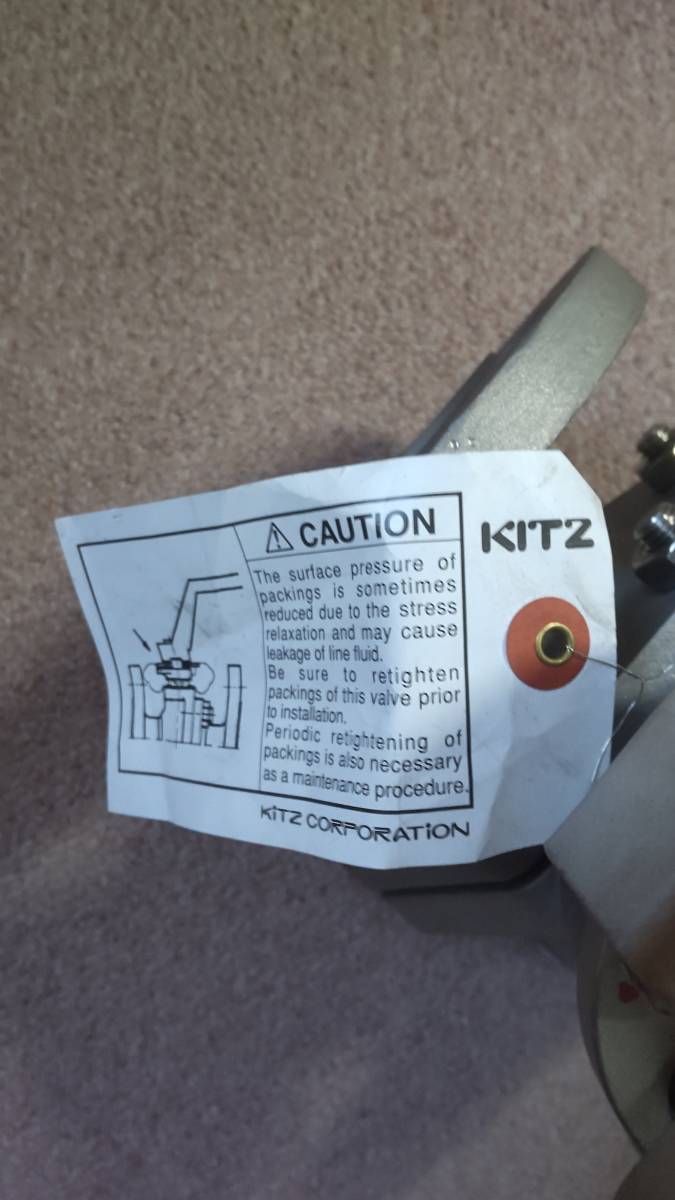 CAUTION
KITZ
The surface pressure of
packings is sometimes
reduced due to the stress
relaxation and may cause
leakage of line fluid.
Be sure to retighten
packings of this valve prior
to installation.
Periodic retightening of
packings is also necessary
as a maintenance procedure.
KITZ CORPORATION